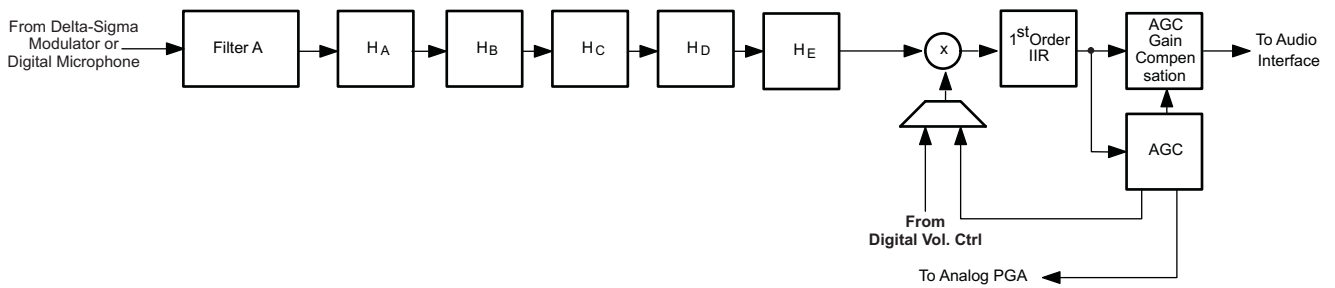 From Delta-Sigma
Modulator or
Digital Microphone
Filter A
HA
HB
HC
HD
HE
x
1stOrder
IIR
AGC
Gain
Compen
sation
To Audio
Interface
AGC
From
Digital Vol. Ctrl
To Analog PGA